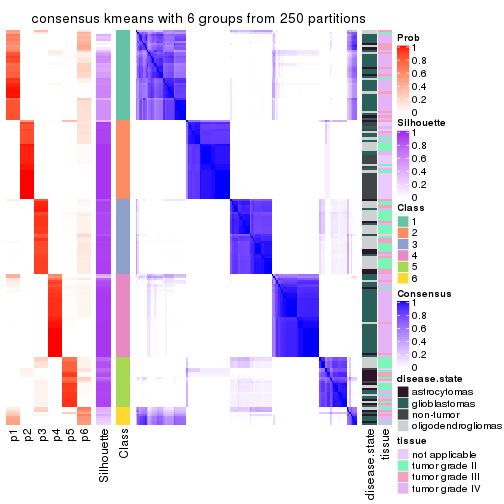 consensus kmeans with 6 groups from 250 partitions
Prob
1
0.8
0.6
0.4
0.2
0
Silhouette
1
0.8
0.6
0.4
0.2
0
Class
1
2
3
4
5
6
Consensus
1
0.8
0.6
0.4
0.2
0
disease.state
astrocytomas
glioblastomas
non-tumor
oligodendrogliomas
tissue
not applicable
tumor grade II
tumor grade III
tumor grade IV
p1
p2
p3
p4
p5
p6
Silhouette
Class
disease.state
tissue